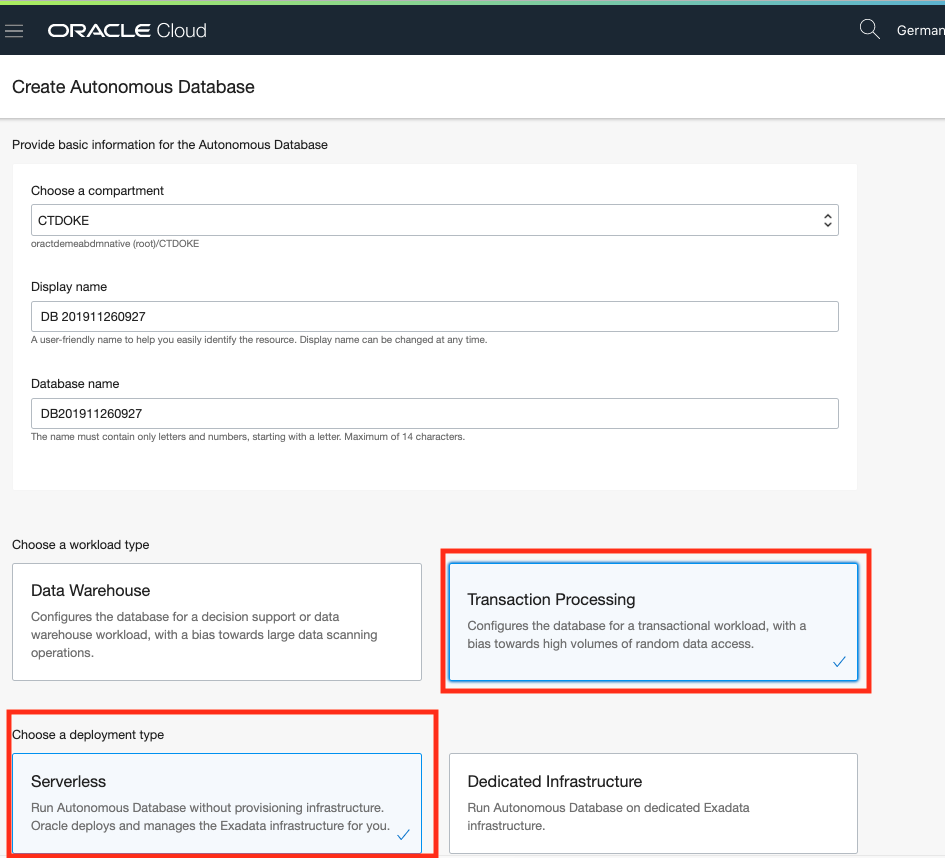 ORACLE Cloud
German
Create Autonomous Database
Provide basic information for the Autonomous Database
Choose a compartment
CTDOKE
oractdemeabdmnative (root)/CTDOKE
Display name
DB 201911260927
A user-friendly name to help you easily identify the resource. Display name can be changed at any time.
Database name
DB201911260927
The name must contain only letters and numbers, starting with a letter. Maximum of 14 characters.
Choose a workload type
Data Warehouse
Configures the database for a decision support or data
warehouse workload, with a bias towards large data scanning
operations.
Transaction Processing
Configures the database for a transactional workload, with a
bias towards high volumes of random data access.
Choose a deployment type
Serverless
Run Autonomous Database without provisioning infrastructure.
Oracle deploys and manages the Exadata infrastructure for you.
Dedicated Infrastructure
Run Autonomous Database on dedicated Exadata
infrastructure.